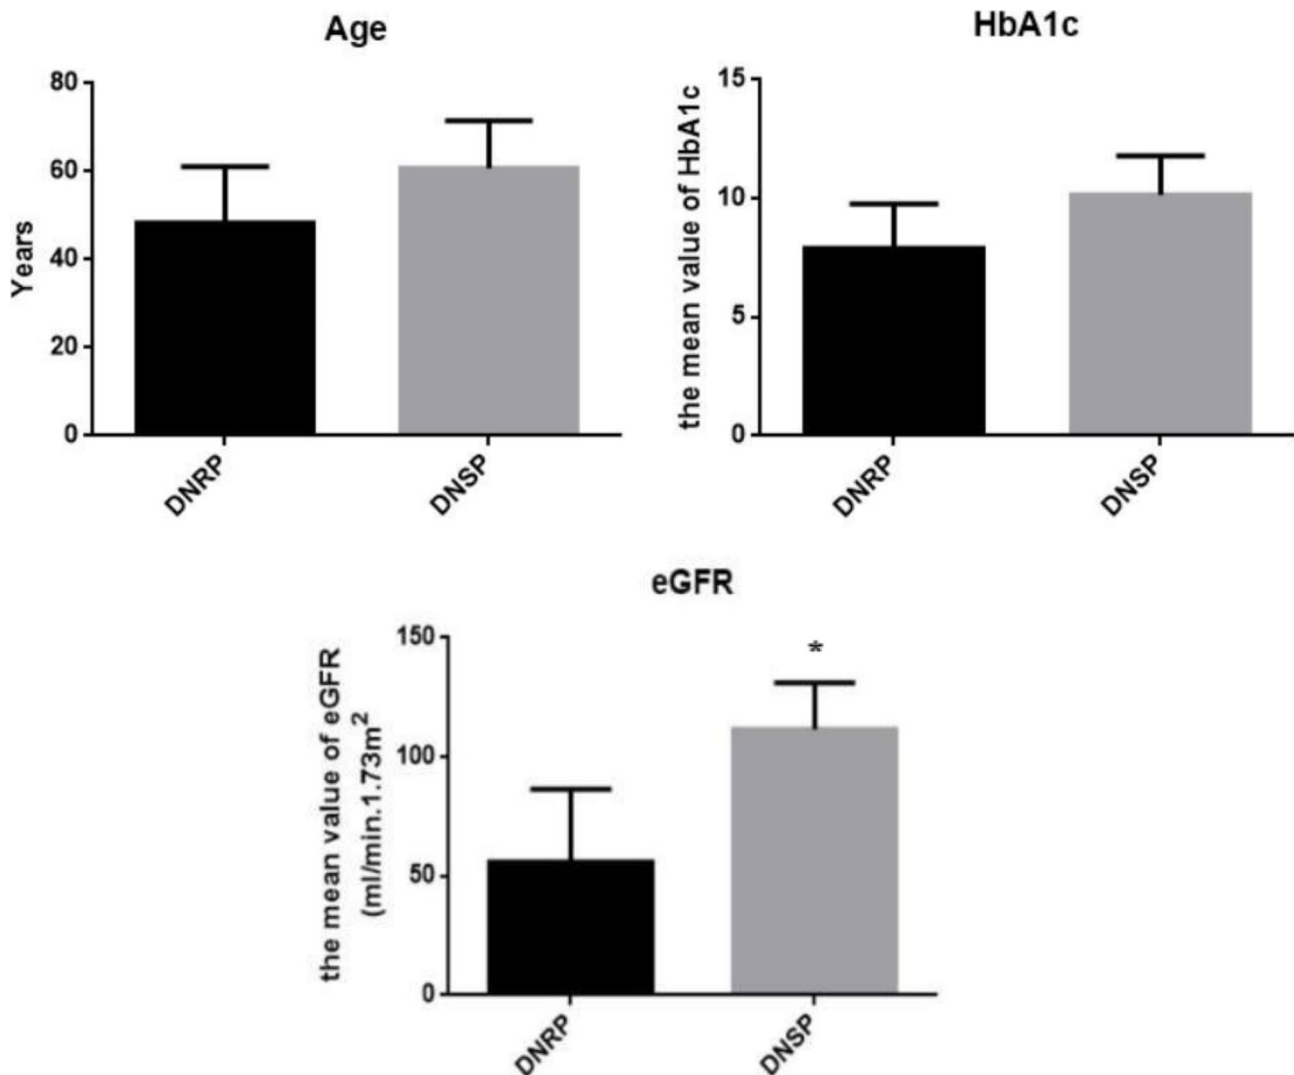 Age
Years
80
60
40
20
0
DNRP
DNSP
HbA1c
the mean value of HbA1c
15
10
5
0
DNRP
DNSP
eGFR
the mean value of eGFR
(ml/min.1.73m²
150
100
50
0
*
DNRP
DNSP